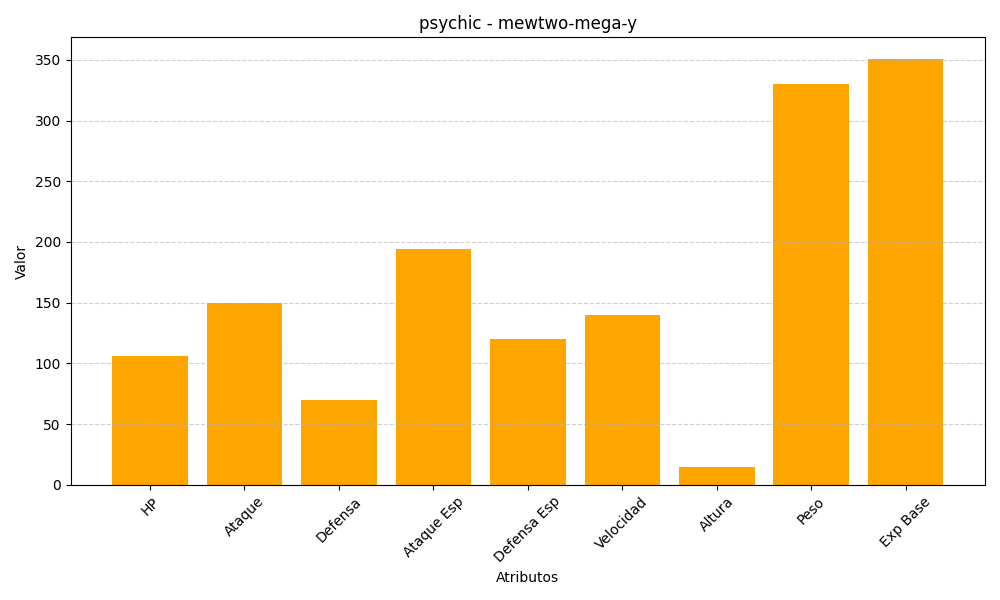 psychic - mewtwo-mega-y
Valor
350
300
250
200
150
100
50
0
HP
Ataque
Defensa
Ataque Esp
Defensa Esp
Velocidad
Altura
Peso
Exp Base
Atributos